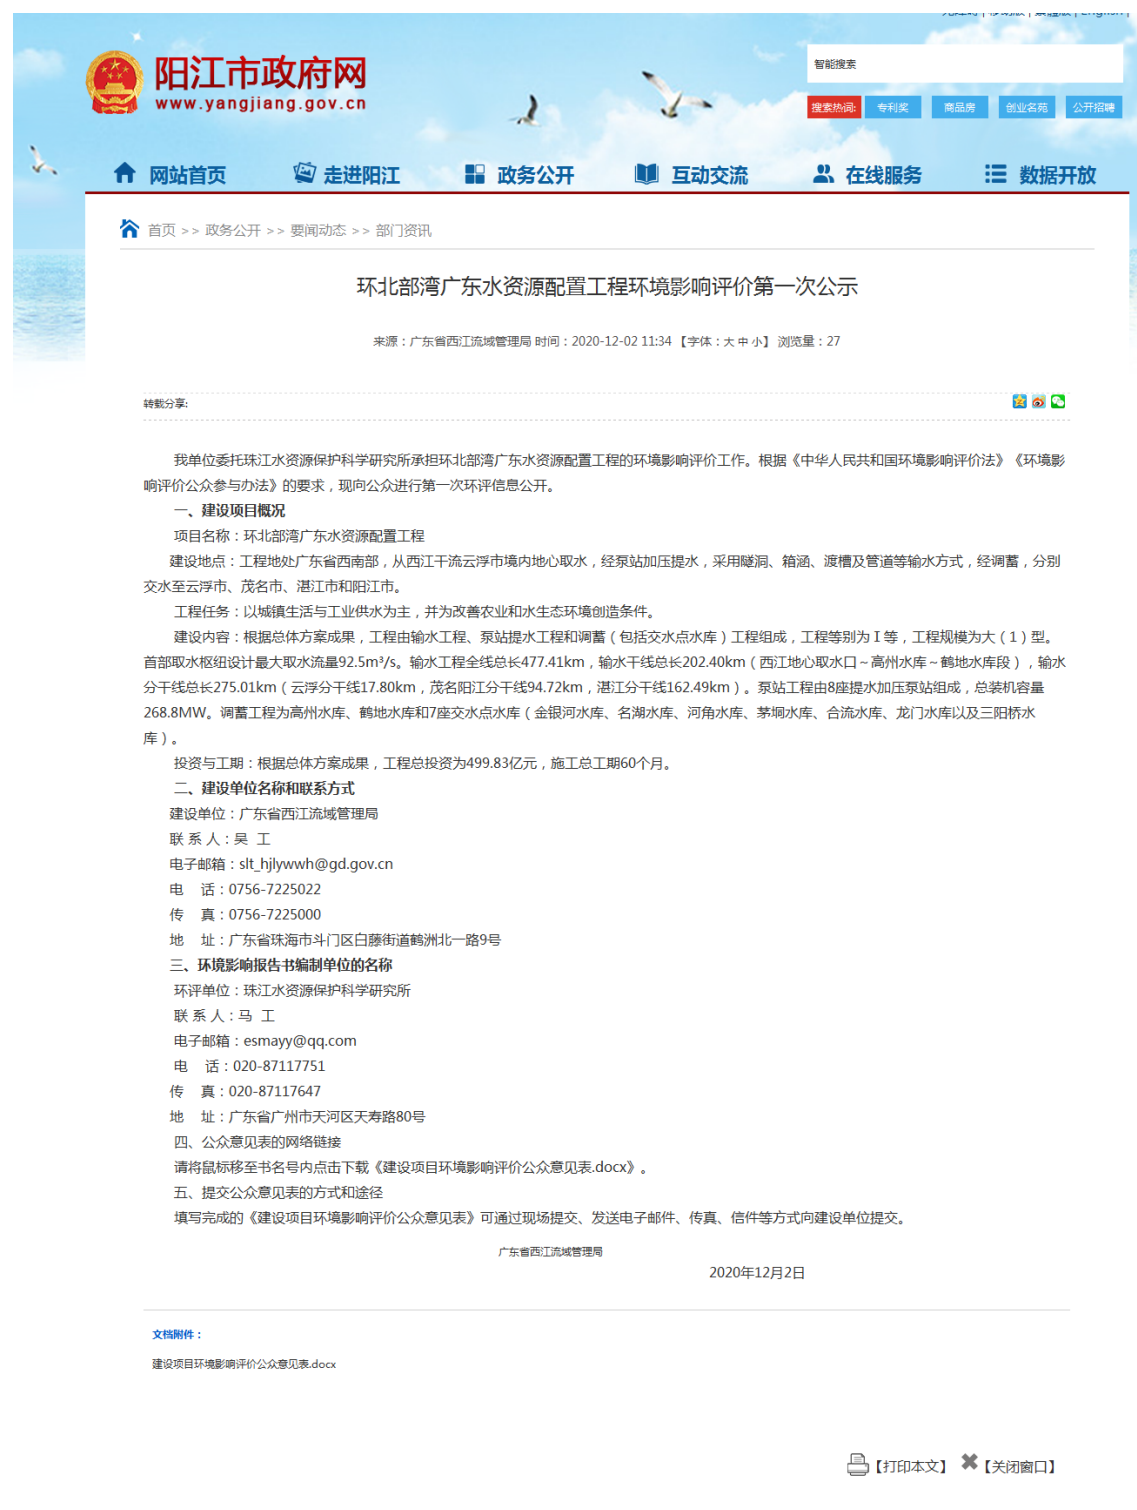 无障碍 | 移动版 | 繁體版 | English |
阳江市政府网
www.yangjiang.gov.cn
智能搜索
搜索热词: 专利奖 商品房 创业名苑 公开招聘
网站首页 走进阳江 政务公开 互动交流 在线服务 数据开放
首页 >> 政务公开 >> 要闻动态 >> 部门资讯
环北部湾广东水资源配置工程环境影响评价第一次公示
来源：广东省西江流域管理局 时间：2020-12-02 11:34 【字体：大 中 小】 浏览量：27
转载分享:
我单位委托珠江水资源保护科学研究所承担环北部湾广东水资源配置工程的环境影响评价工作。根据《中华人民共和国环境影响评价法》《环境影
响评价公众参与办法》的要求，现向公众进行第一次环评信息公开。
一、建设项目概况
项目名称：环北部湾广东水资源配置工程
建设地点：工程地处广东省西南部，从西江干流云浮市境内地心取水，经泵站加压提水，采用隧洞、箱涵、渡槽及管道等输水方式，经调蓄，分别
交水至云浮市、茂名市、湛江市和阳江市。
工程任务：以城镇生活与工业供水为主，并为改善农业和水生态环境创造条件。
建设内容：根据总体方案成果，工程由输水工程、泵站提水工程和调蓄（包括交水点水库）工程组成，工程等别为Ⅰ等，工程规模为大（1）型。
首部取水枢纽设计最大取水流量92.5m³/s。输水工程全线总长477.41km，输水干线总长202.40km（西江地心取水口～高州水库～鹤地水库段），输水
分干线总长275.01km（云浮分干线17.80km，茂名阳江分干线94.72km，湛江分干线162.49km）。泵站工程由8座提水加压泵站组成，总装机容量
268.8MW。调蓄工程为高州水库、鹤地水库和7座交水点水库（金银河水库、名湖水库、河角水库、茅垌水库、合流水库、龙门水库以及三阳桥水
库）。
投资与工期：根据总体方案成果，工程总投资为499.83亿元，施工总工期60个月。
二、建设单位名称和联系方式
建设单位：广东省西江流域管理局
联 系 人：吴 工
电子邮箱：slt_hjlywwh@gd.gov.cn
电 话：0756-7225022
传 真：0756-7225000
地 址：广东省珠海市斗门区白藤街道鹤洲北一路9号
三、环境影响报告书编制单位的名称
环评单位：珠江水资源保护科学研究所
联 系 人：马 工
电子邮箱：esmayy@qq.com
电 话：020-87117751
传 真：020-87117647
地 址：广东省广州市天河区天寿路80号
四、公众意见表的网络链接
请将鼠标移至书名号内点击下载《建设项目环境影响评价公众意见表.docx》。
五、提交公众意见表的方式和途径
填写完成的《建设项目环境影响评价公众意见表》可通过现场提交、发送电子邮件、传真、信件等方式向建设单位提交。
广东省西江流域管理局
2020年12月2日
文档附件：
建设项目环境影响评价公众意见表.docx
【打印本文】 【关闭窗口】